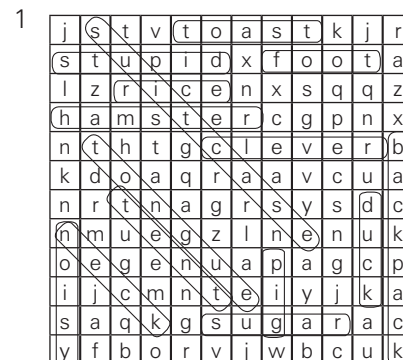 1
j s t v t o a s t k j r
s t u p i d x f o o t a
l z r i c e n x s q q z
h a m s t e r c g p n x
n t h t g c l e v e r b
k d o a q r a a v c u a
n r t n a g r s y s d c
n m u e g z l n e n u k
o e g e n u a p a g c p
i j c m n t e i y j k a
s a q k g s u g a r a c
y f b o r v j w b c u k